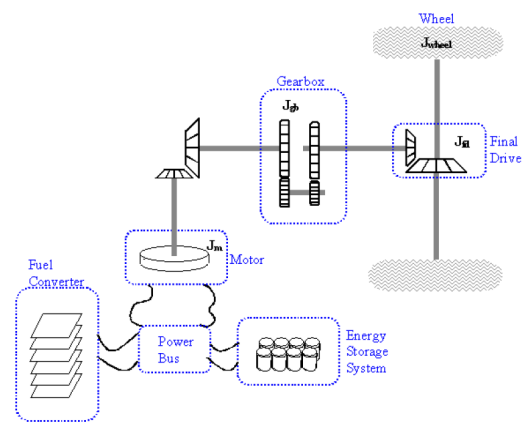 Wheel
Jwheel
Gearbox
Jgb
Jfd
Final
Drive
Jm
Motor
Fuel
Converter
Power
Bus
Energy
Storage
System